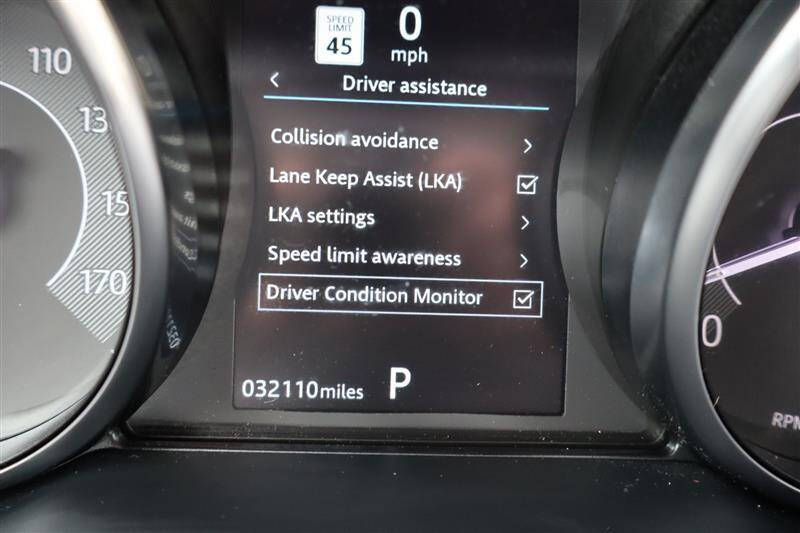 SPEED
LIMIT
45
0
mph
Driver assistance
Collision avoidance
Lane Keep Assist (LKA)
LKA settings
Speed limit awareness
Driver Condition Monitor
032110miles
P
110
13
15
170
0
RPM